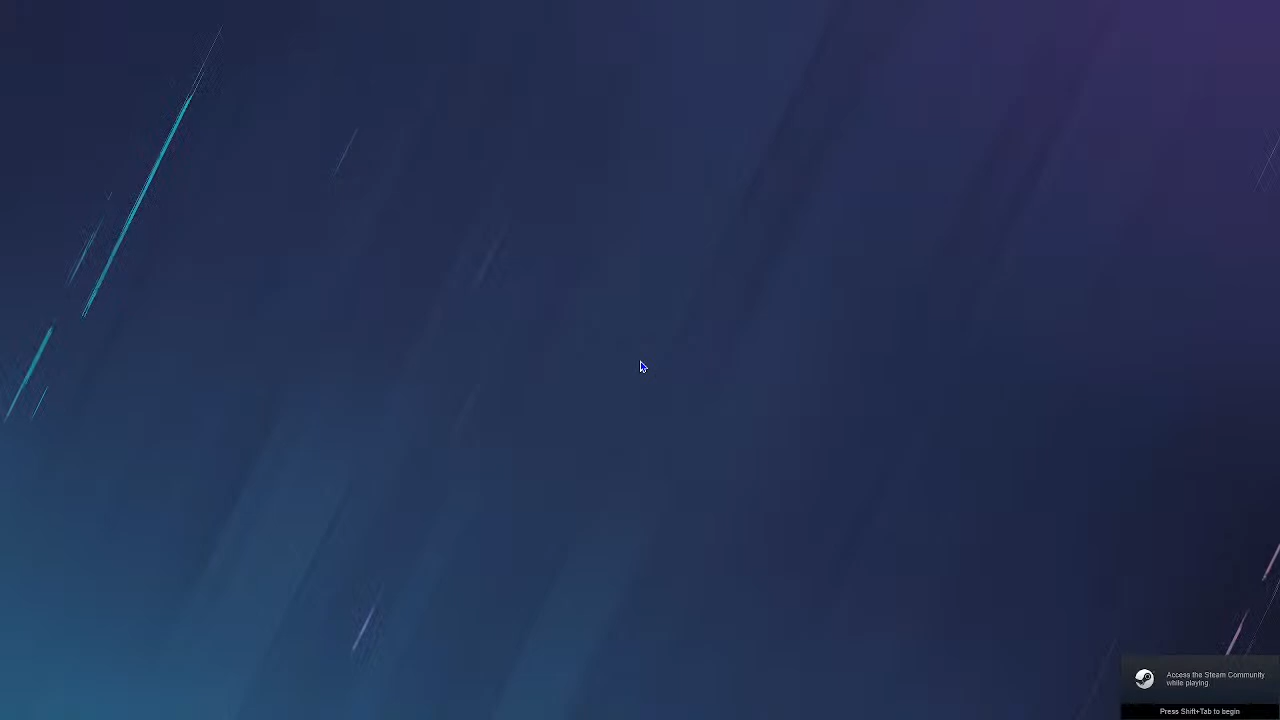 Access the Steam Community
while playing.
Press Shift+Tab to begin